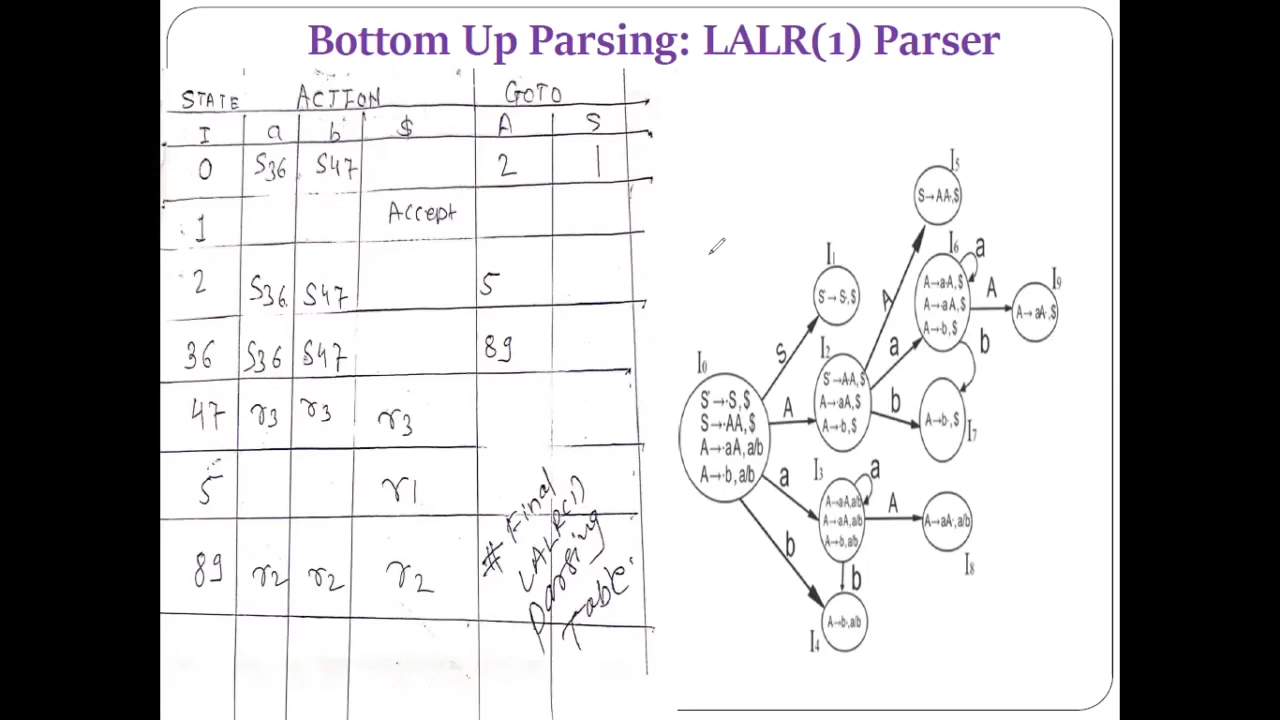 Bottom Up Parsing: LALR(1) Parser
STATE ACTION GOTO
I a b $ A S
0 S36 S47 2 1
1 Accept
2 S36 S47 5
36 S36 S47 89
47 r3 r3 r3
5 r1
89 r2 r2 r2
# Final
LALR(1)
Parsing
Table.
I0
S'→·S,$
S→·AA,$
A→·aA, a/b
A→·b, a/b
S
A
a
b
I1
S'→ S·,$
I2
S'→A·A,$
A→·aA,$
A→·b,$
A
a
b
I5
S→AA·,$
I6
A→a·A,$
A→·aA,$
A→·b,$
a
A
b
I9
A→ aA·,$
A→b·,$
I7
I3
A→a·A,a/b
A→·aA,a/b
A→·b,a/b
a
A
b
A→aA·,a/b
I8
A→b·,a/b
I4